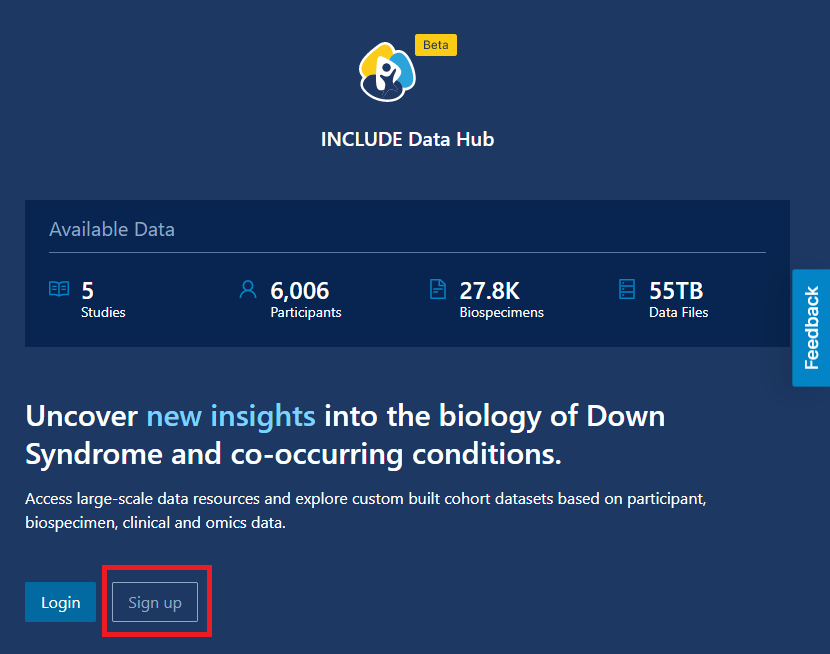 Beta
INCLUDE Data Hub
Available Data
5
Studies
6,006
Participants
27.8K
Biospecimens
55TB
Data Files
Feedback
Uncover new insights into the biology of Down
Syndrome and co-occurring conditions.
Access large-scale data resources and explore custom built cohort datasets based on participant,
biospecimen, clinical and omics data.
Login
Sign up